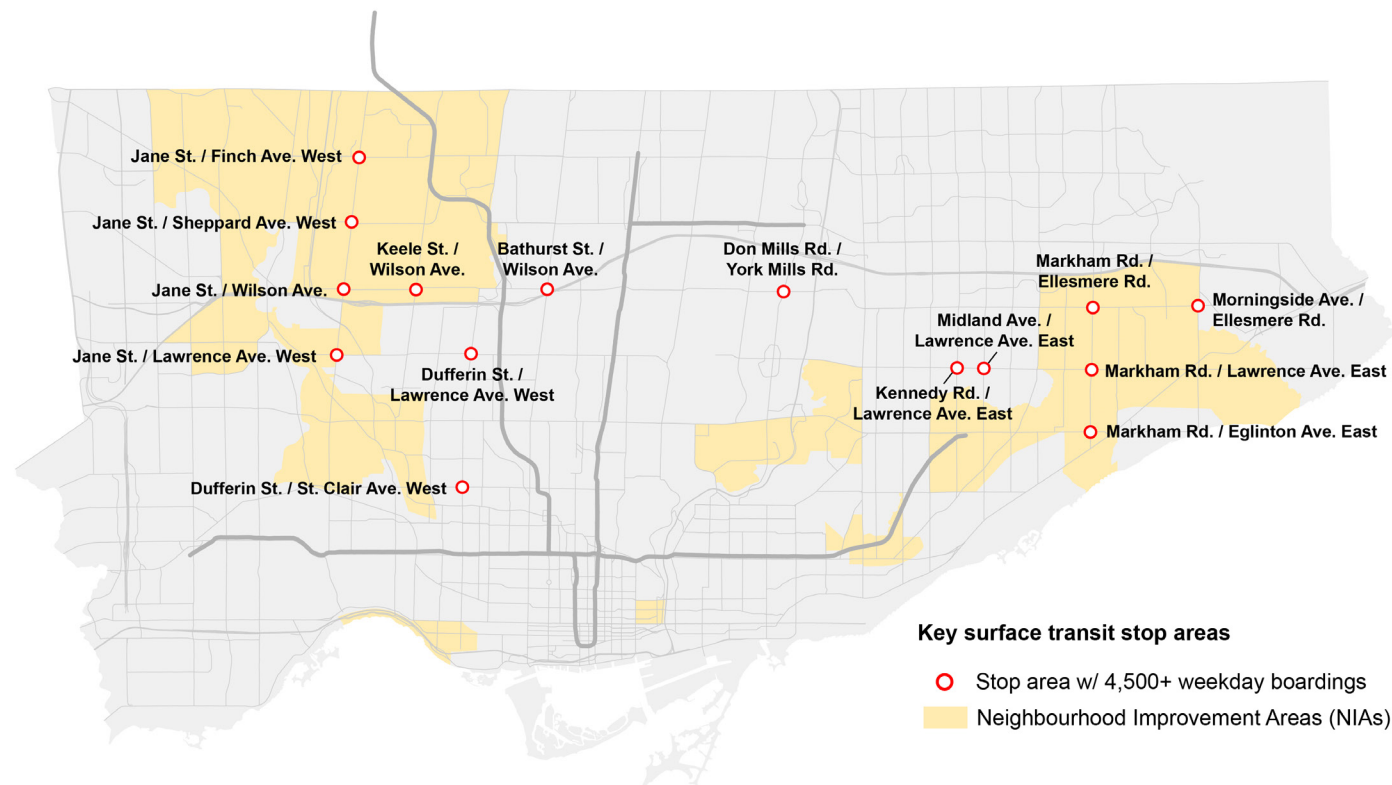 Jane St. / Finch Ave. West
Jane St. / Sheppard Ave. West
Keele St. /
Wilson Ave.
Bathurst St. /
Wilson Ave.
Don Mills Rd. /
York Mills Rd.
Markham Rd. /
Ellesmere Rd.
Jane St. / Wilson Ave.
Morningside Ave. /
Ellesmere Rd.
Midland Ave. /
Lawrence Ave. East
Jane St. / Lawrence Ave. West
Dufferin St. /
Lawrence Ave. West
Kennedy Rd. /
Lawrence Ave. East
Markham Rd. / Lawrence Ave. East
Markham Rd. / Eglinton Ave. East
Dufferin St. / St. Clair Ave. West
Key surface transit stop areas
Stop area w/ 4,500+ weekday boardings
Neighbourhood Improvement Areas (NIAs)